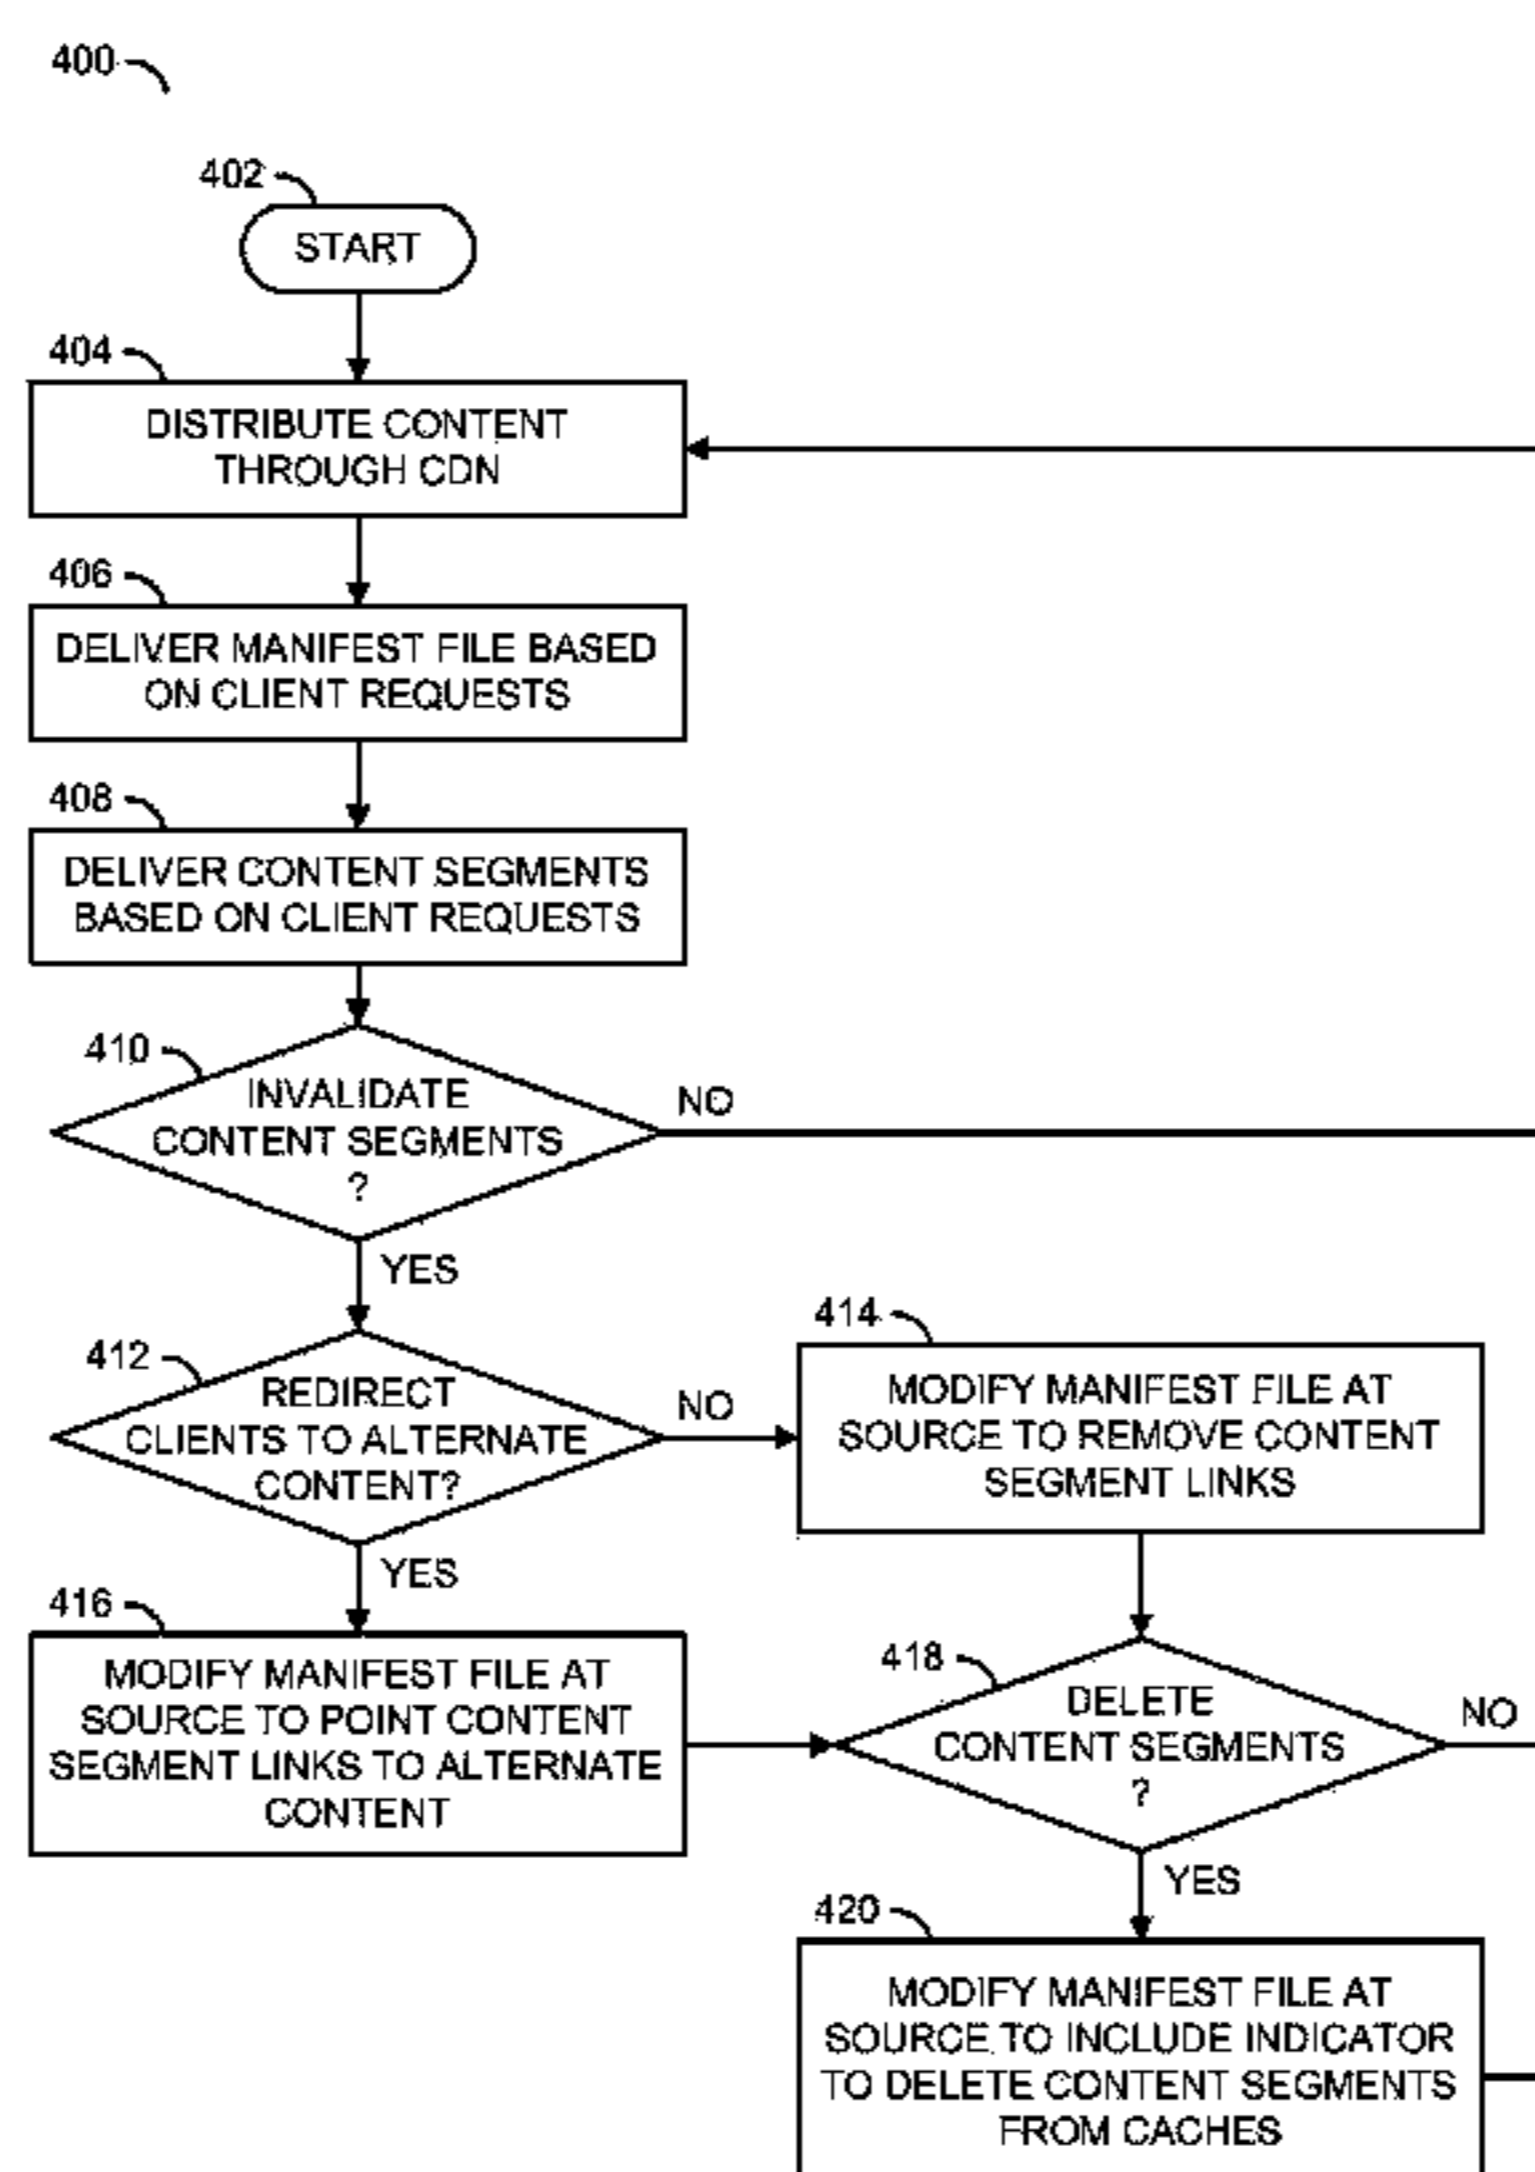 400
402
START
404
DISTRIBUTE CONTENT
THROUGH CDN
406
DELIVER MANIFEST FILE BASED
ON CLIENT REQUESTS
408
DELIVER CONTENT SEGMENTS
BASED ON CLIENT REQUESTS
410
INVALIDATE
CONTENT SEGMENTS
?
NO
YES
412
REDIRECT
CLIENTS TO ALTERNATE
CONTENT?
NO
YES
414
MODIFY MANIFEST FILE AT
SOURCE TO REMOVE CONTENT
SEGMENT LINKS
416
MODIFY MANIFEST FILE AT
SOURCE TO POINT CONTENT
SEGMENT LINKS TO ALTERNATE
CONTENT
418
DELETE
CONTENT SEGMENTS
?
NO
YES
420
MODIFY MANIFEST FILE AT
SOURCE TO INCLUDE INDICATOR
TO DELETE CONTENT SEGMENTS
FROM CACHES